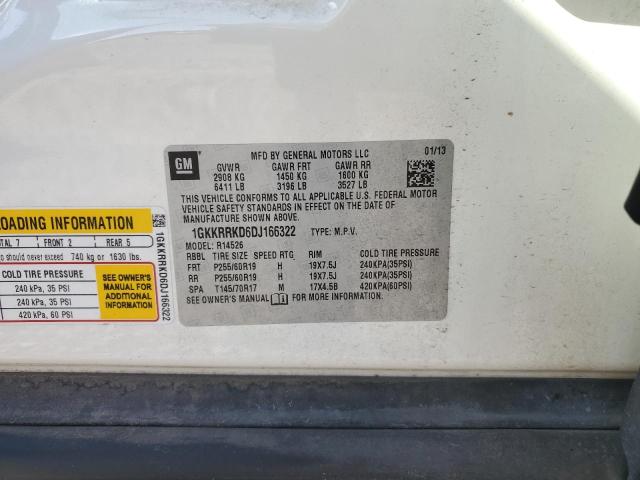 GM
MFD BY GENERAL MOTORS LLC 01/13
GVWR GAWR FRT GAWR RR
2908 KG 1450 KG 1600 KG
6411 LB 3196 LB 3527 LB
THIS VEHICLE CONFORMS TO ALL APPLICABLE U.S. FEDERAL MOTOR
VEHICLE SAFETY STANDARDS IN EFFECT ON THE DATE OF
MANUFACTURE SHOWN ABOVE.
1GKKRRKD6DJ166322 TYPE: M.P.V.
MODEL: R14526
RBBL TIRE SIZE SPEED RTG RIM COLD TIRE PRESSURE
FRT P255/60R19 H 19X7.5J 240KPA(35PSI)
RR P255/60R19 H 19X7.5J 240KPA(35PSI)
SPA T145/70R17 M 17X4.5B 420KPA(60PSI)
SEE OWNER'S MANUAL FOR MORE INFORMATION.
LOADING INFORMATION
TOTAL 7 FRONT 2 REAR 5
should never exceed 740 kg or 1630 lbs.
COLD TIRE PRESSURE
240 kPa, 35 PSI
240 kPa, 35 PSI
420 kPa, 60 PSI
SEE OWNER'S
MANUAL FOR
ADDITIONAL
INFORMATION
1GKKRRKD6DJ166322